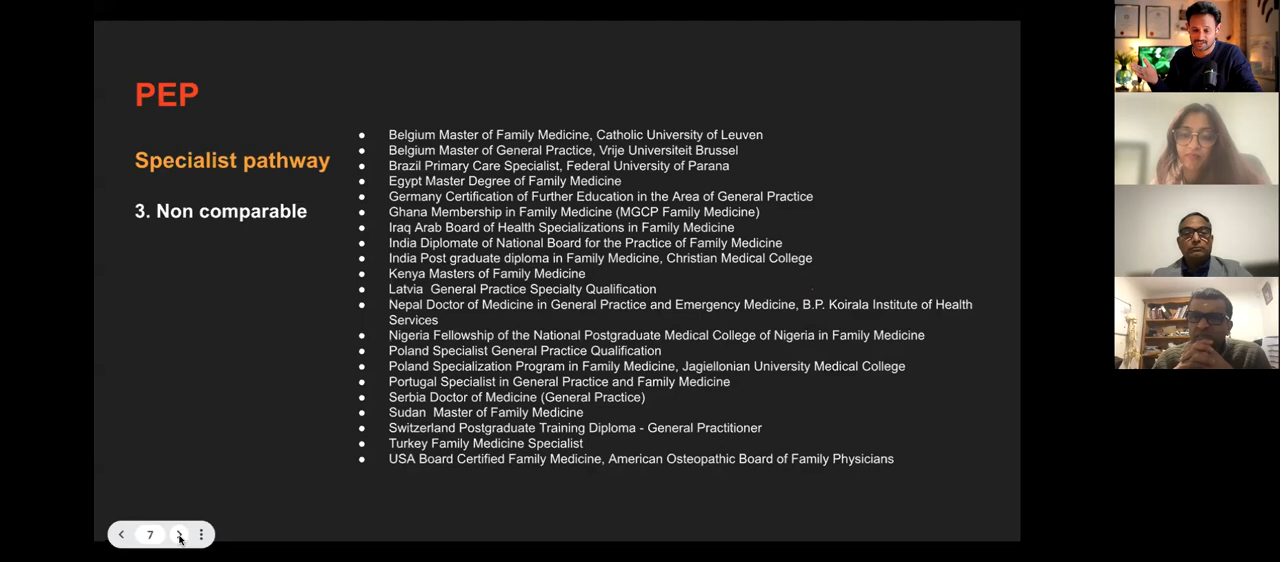 PEP
Specialist pathway
3. Non comparable
● Belgium Master of Family Medicine, Catholic University of Leuven
● Belgium Master of General Practice, Vrije Universiteit Brussel
● Brazil Primary Care Specialist, Federal University of Parana
● Egypt Master Degree of Family Medicine
● Germany Certification of Further Education in the Area of General Practice
● Ghana Membership in Family Medicine (MGCP Family Medicine)
● Iraq Arab Board of Health Specializations in Family Medicine
● India Diplomate of National Board for the Practice of Family Medicine
● India Post graduate diploma in Family Medicine, Christian Medical College
● Kenya Masters of Family Medicine
● Latvia  General Practice Specialty Qualification
● Nepal Doctor of Medicine in General Practice and Emergency Medicine, B.P. Koirala Institute of Health
Services
● Nigeria Fellowship of the National Postgraduate Medical College of Nigeria in Family Medicine
● Poland Specialist General Practice Qualification
● Poland Specialization Program in Family Medicine, Jagiellonian University Medical College
● Portugal Specialist in General Practice and Family Medicine
● Serbia Doctor of Medicine (General Practice)
● Sudan  Master of Family Medicine
● Switzerland Postgraduate Training Diploma - General Practitioner
● Turkey Family Medicine Specialist
● USA Board Certified Family Medicine, American Osteopathic Board of Family Physicians
7